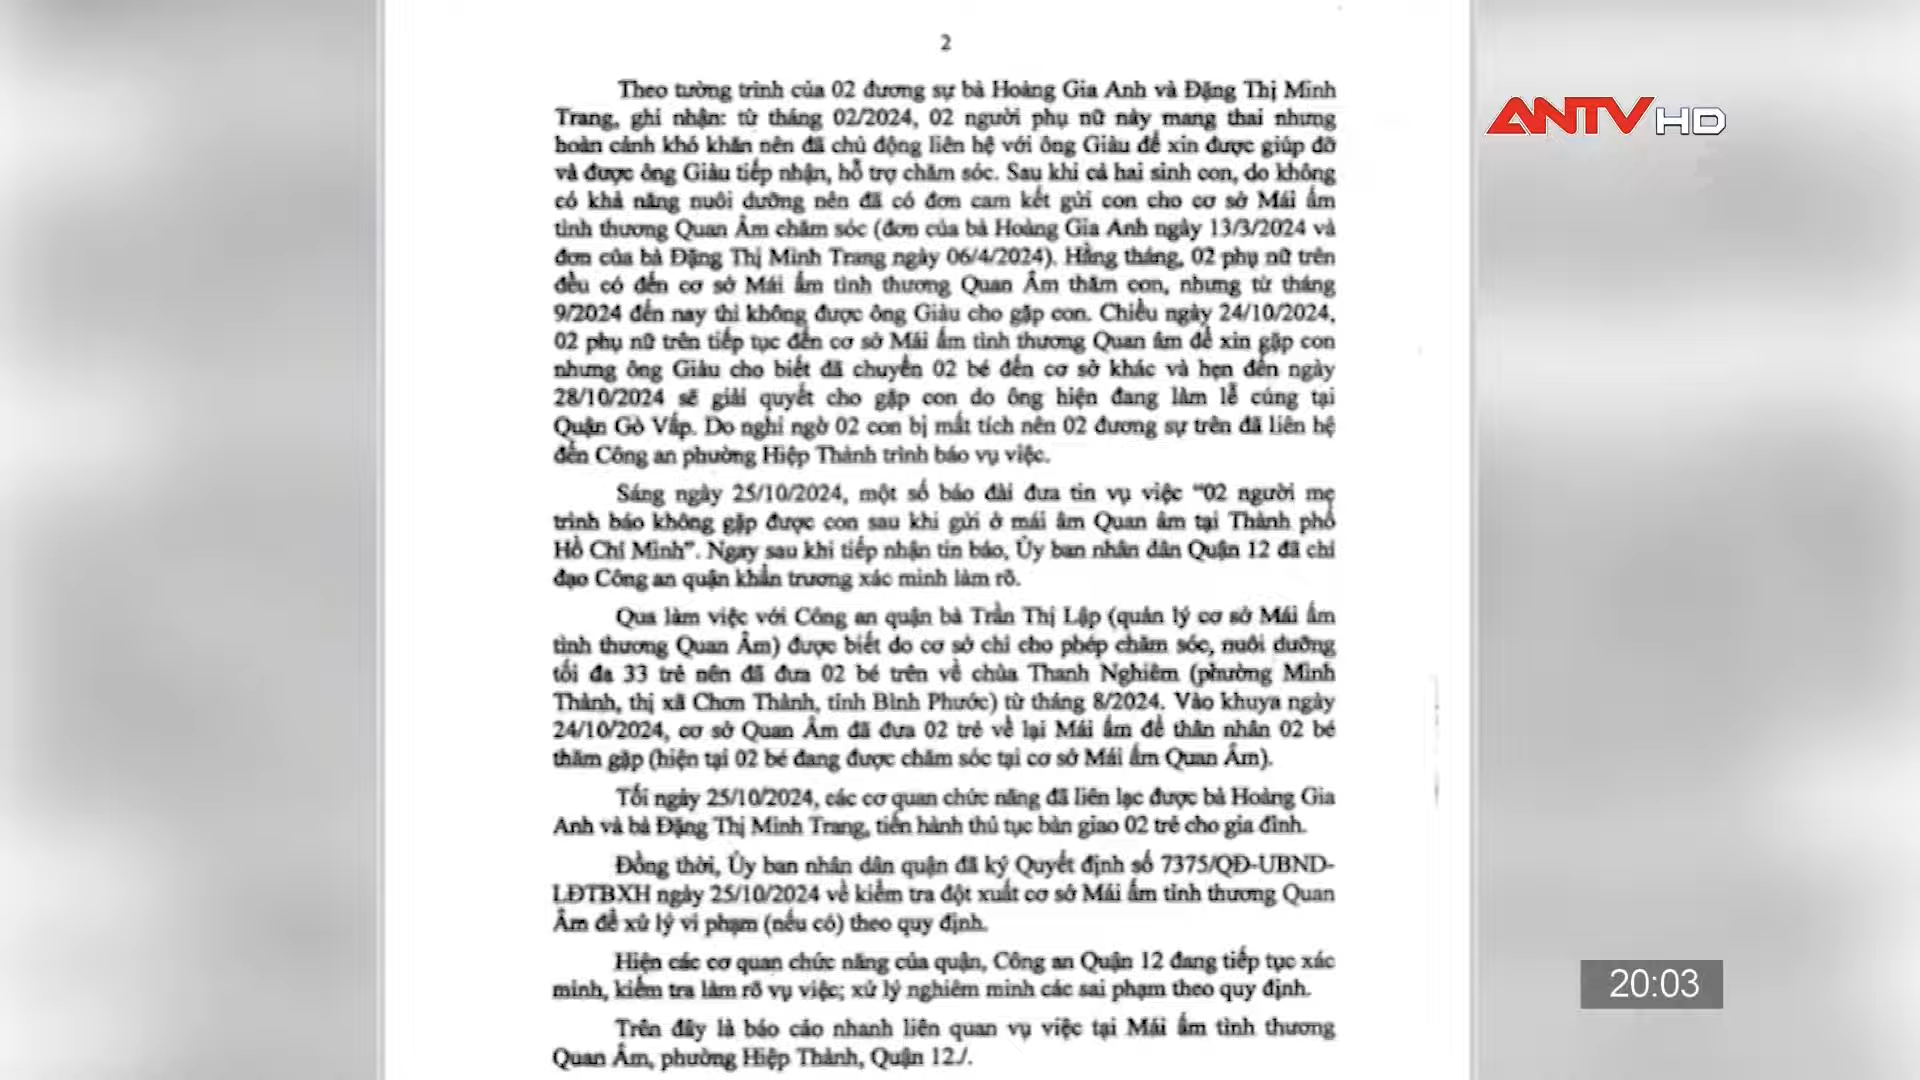 2
Theo tường trình của 02 đương sự bà Hoàng Gia Anh và Đặng Thị Minh
Trang, ghi nhận: từ tháng 02/2024, 02 người phụ nữ này mang thai nhưng
hoàn cảnh khó khăn nên đã chủ động liên hệ với ông Giàu để xin được giúp đỡ
và được ông Giàu tiếp nhận, hỗ trợ chăm sóc. Sau khi cả hai sinh con, do không
có khả năng nuôi dưỡng nên đã có đơn cam kết gửi con cho cơ sở Mái ấm
tình thương Quan Âm chăm sóc (đơn của bà Hoàng Gia Anh ngày 13/3/2024 và
đơn của bà Đặng Thị Minh Trang ngày 06/4/2024). Hằng tháng, 02 phụ nữ trên
đều có đến cơ sở Mái ấm tình thương Quan Âm thăm con, nhưng từ tháng
9/2024 đến nay thì không được ông Giàu cho gặp con. Chiều ngày 24/10/2024,
02 phụ nữ trên tiếp tục đến cơ sở Mái ấm tình thương Quan âm để xin gặp con
nhưng ông Giàu cho biết đã chuyển 02 bé đến cơ sở khác và hẹn đến ngày
28/10/2024 sẽ giải quyết cho gặp con do ông hiện đang làm lễ cúng tại
Quận Gò Vấp. Do nghi ngờ 02 con bị mất tích nên 02 đương sự trên đã liên hệ
đến Công an phường Hiệp Thành trình báo vụ việc.
Sáng ngày 25/10/2024, một số báo đài đưa tin vụ việc "02 người mẹ
trình báo không gặp được con sau khi gửi ở mái âm Quan âm tại Thành phố
Hồ Chí Minh". Ngay sau khi tiếp nhận tin báo, Ủy ban nhân dân Quận 12 đã chỉ
đạo Công an quận khẩn trương xác minh làm rõ.
Qua làm việc với Công an quận bà Trần Thị Lập (quản lý cơ sở Mái ấm
tình thương Quan Âm) được biết do cơ sở chỉ cho phép chăm sóc, nuôi dưỡng
tối đa 33 trẻ nên đã đưa 02 bé trên về chùa Thanh Nghiêm (phường Minh
Thành, thị xã Chơn Thành, tỉnh Bình Phước) từ tháng 8/2024. Vào khuya ngày
24/10/2024, cơ sở Quan Âm đã đưa 02 trẻ về lại Mái ấm để thân nhân 02 bé
thăm gặp (hiện tại 02 bé đang được chăm sóc tại cơ sở Mái ấm Quan Âm).
Tối ngày 25/10/2024, các cơ quan chức năng đã liên lạc được bà Hoàng Gia
Anh và bà Đặng Thị Minh Trang, tiến hành thủ tục bàn giao 02 trẻ cho gia đình.
Đồng thời, Ủy ban nhân dân quận đã ký Quyết định số 7375/QĐ-UBND-
LĐTBXH ngày 25/10/2024 về kiểm tra đột xuất cơ sở Mái ấm tình thương Quan
Âm để xử lý vi phạm (nếu có) theo quy định.
Hiện các cơ quan chức năng của quận, Công an Quận 12 đang tiếp tục xác
minh, kiểm tra làm rõ vụ việc; xử lý nghiêm minh các sai phạm theo quy định.
Trên đây là báo cáo nhanh liên quan vụ việc tại Mái ấm tình thương
Quan Âm, phường Hiệp Thành, Quận 12./.
ANTV HD
20:03